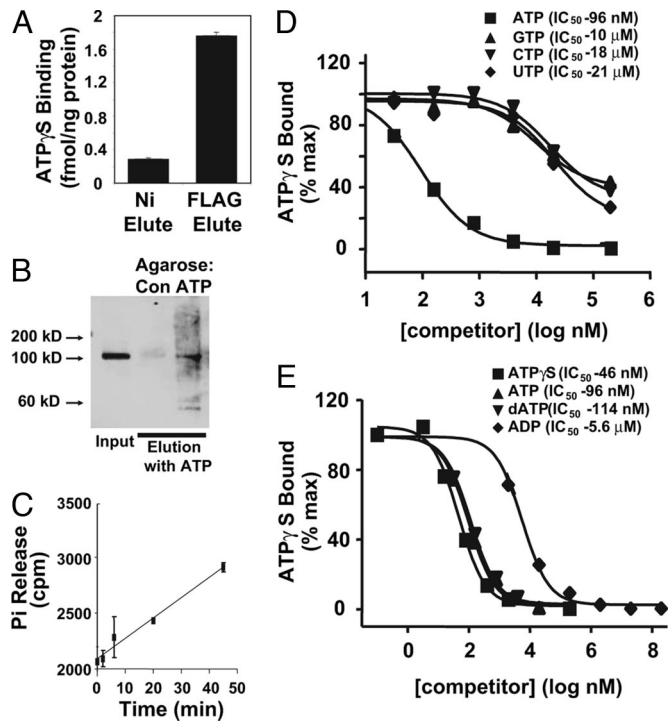 A
ATPγS Binding
(fmol/ng protein)
2
1.6
1.2
0.8
0.4
0
Ni
Elute
FLAG
Elute
B
Agarose:
Con ATP
200 kD
100 kD
60 kD
Input
Elution
with ATP
C
Pi Release
(cpm)
3500
3000
2500
2000
0 10 20 30 40 50
Time (min)
D
ATP (IC50 -96 nM)
GTP (IC50 -10 µM)
CTP (IC50 -18 µM)
UTP (IC50 -21 µM)
ATPγ S Bound
(% max)
120
80
40
0
1 2 3 4 5 6
[competitor] (log nM)
E
ATPγS (IC50 -46 nM)
ATP (IC50 -96 nM)
dATP(IC50 -114 nM)
ADP (IC50 -5.6 µM)
ATPγ S Bound
(% max)
120
80
40
0
0 2 4 6 8
[competitor] (log nM)